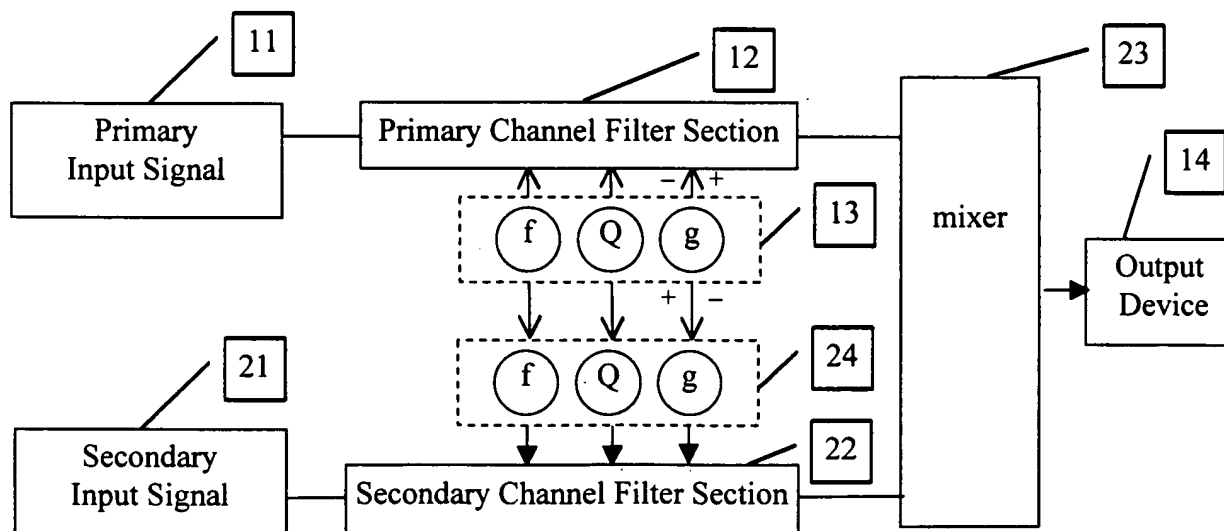 11
12
23
Primary
Input Signal
Primary Channel Filter Section
14
− +
13
f Q g
mixer
Output
Device
+ −
21
24
f Q g
Secondary
Input Signal
22
Secondary Channel Filter Section